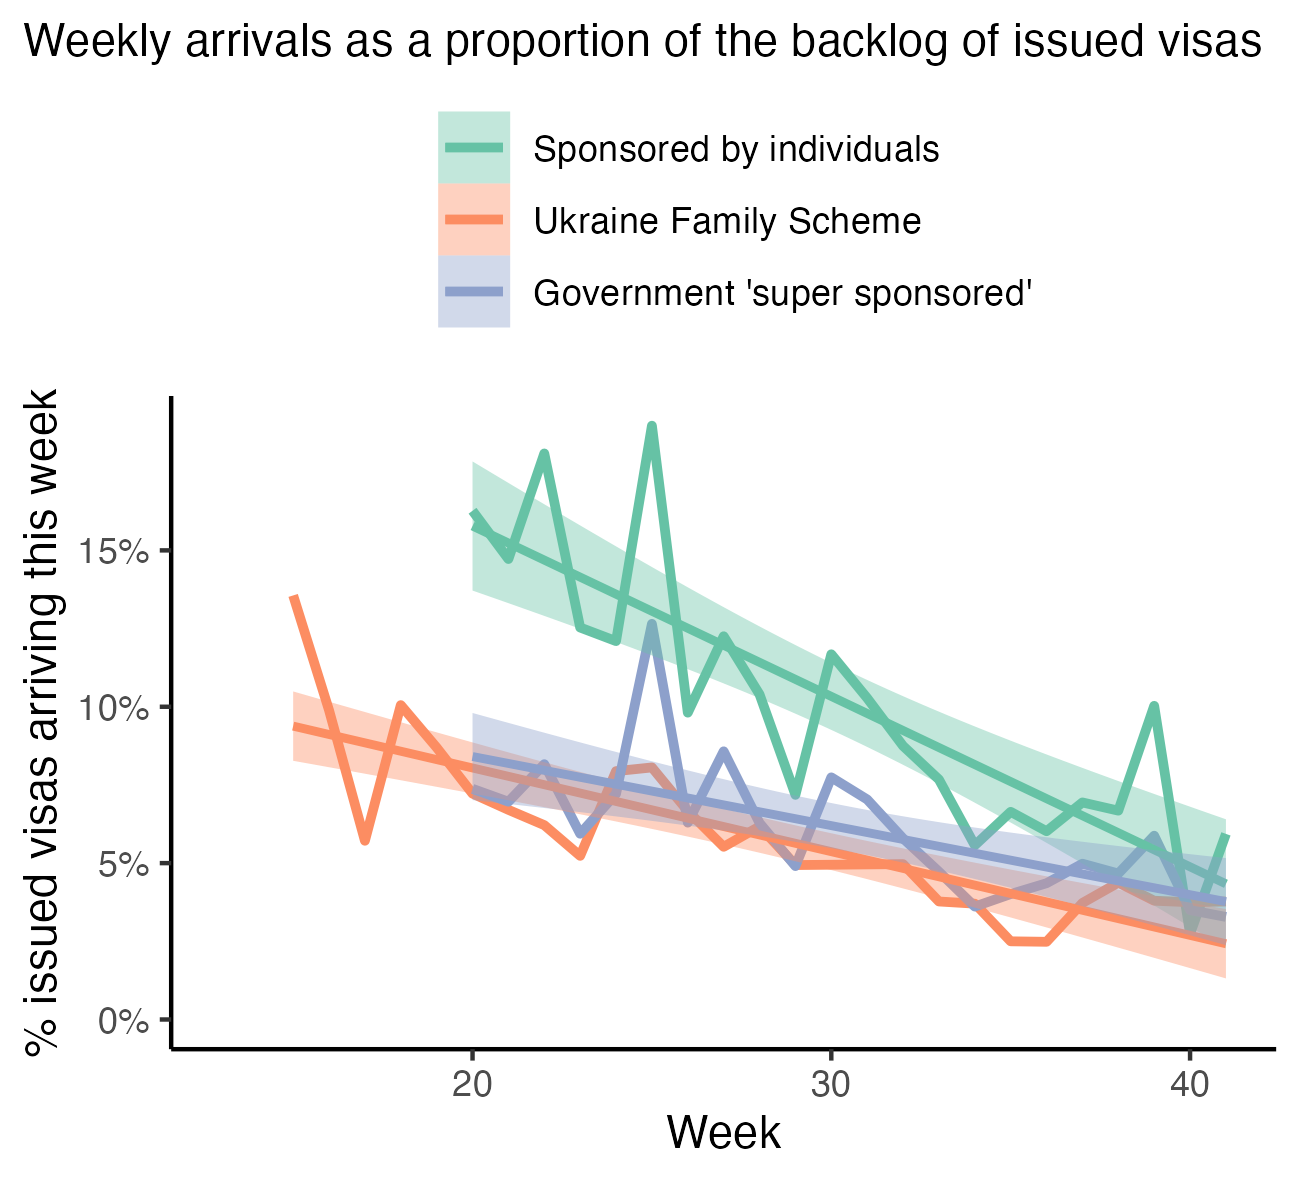 Weekly arrivals as a proportion of the backlog of issued visas
Sponsored by individuals
Ukraine Family Scheme
Government 'super sponsored'
% issued visas arriving this week
15%
10%
5%
0%
20 30 40
Week